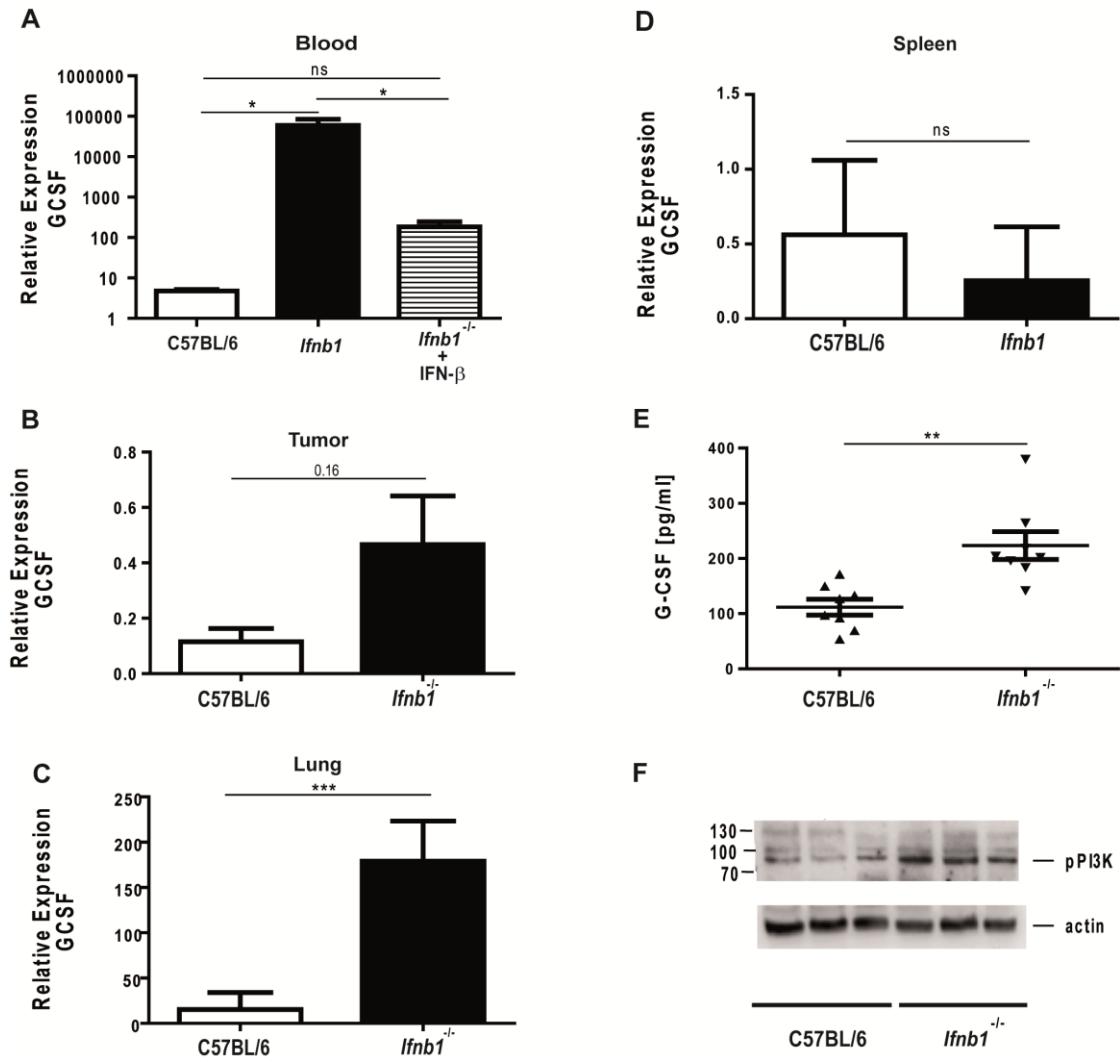 A
Blood
ns
*
*
1000000
100000
10000
1000
100
10
1
Relative Expression
GCSF
C57BL/6
Ifnb1
Ifnb1-/-
+
IFN-β
B
Tumor
0.16
0.8
0.6
0.4
0.2
0.0
Relative Expression
GCSF
C57BL/6
Ifnb1-/-
C
Lung
***
250
200
150
100
50
0
Relative Expression
GCSF
C57BL/6
Ifnb1-/-
D
Spleen
ns
1.5
1.0
0.5
0.0
Relative Expression
GCSF
C57BL/6
Ifnb1
E
**
400
300
200
100
0
G-CSF [pg/ml]
C57BL/6
Ifnb1-/-
F
130
100
70
pPI3K
actin
C57BL/6
Ifnb1-/-